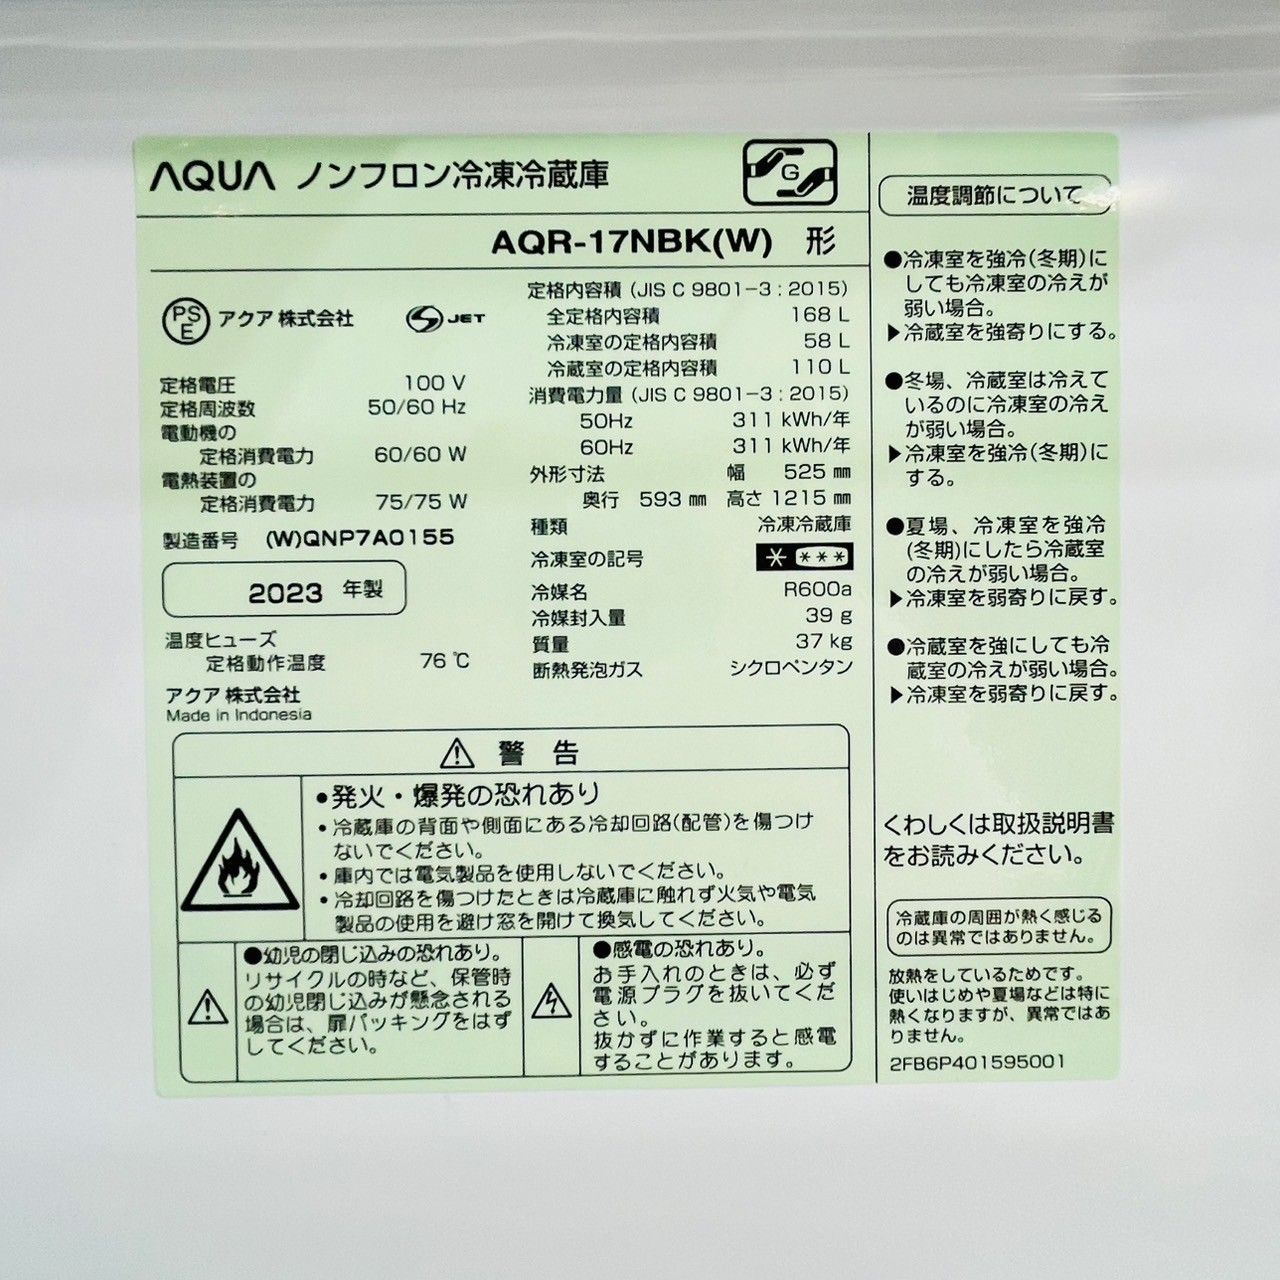 AQUA ノンフロン冷凍冷蔵庫
G
AQR-17NBK(W) 形
PS
E
アクア 株式会社
S JET
定格電圧 100 V
定格周波数 50/60 Hz
電動機の
定格消費電力 60/60 W
電熱装置の
定格消費電力 75/75 W
製造番号 (W)QNP7A0155
2023 年製
温度ヒューズ
定格動作温度 76 ℃
アクア 株式会社
Made in Indonesia
定格内容積 (JIS C 9801-3 : 2015)
全定格内容積 168 L
冷凍室の定格内容積 58 L
冷蔵室の定格内容積 110 L
消費電力量 (JIS C 9801-3 : 2015)
50Hz 311 kWh/年
60Hz 311 kWh/年
外形寸法 幅 525 mm
奥行 593 mm 高さ 1215 mm
種類 冷凍冷蔵庫
冷凍室の記号 * ***
冷媒名 R600a
冷媒封入量 39 g
質量 37 kg
断熱発泡ガス シクロペンタン
警 告
●発火・爆発の恐れあり
・冷蔵庫の背面や側面にある冷却回路(配管)を傷つけ
ないでください。
・庫内では電気製品を使用しないでください。
・冷却回路を傷つけたときは冷蔵庫に触れず火気や電気
製品の使用を避け窓を開けて換気してください。
●幼児の閉じ込みの恐れあり。
リサイクルの時など、保管時
の幼児閉じ込みが懸念される
場合は、扉パッキングをはず
してください。
●感電の恐れあり。
お手入れのときは、必ず
電源プラグを抜いてくだ
さい。
抜かずに作業すると感電
することがあります。
温度調節について
●冷凍室を強冷(冬期)に
しても冷凍室の冷えが
弱い場合。
▶冷蔵室を強寄りにする。
●冬場、冷蔵室は冷えて
いるのに冷凍室の冷え
が弱い場合。
▶冷凍室を強冷(冬期)に
する。
●夏場、冷凍室を強冷
(冬期)にしたら冷蔵室
の冷えが弱い場合。
▶冷凍室を弱寄りに戻す。
●冷蔵室を強にしても冷
蔵室の冷えが弱い場合。
▶冷凍室を弱寄りに戻す。
くわしくは取扱説明書
をお読みください。
冷蔵庫の周囲が熱く感じる
のは異常ではありません。
放熱をしているためです。
使いはじめや夏場などは特に
熱くなりますが、異常ではあ
りません。
2FB6P401595001